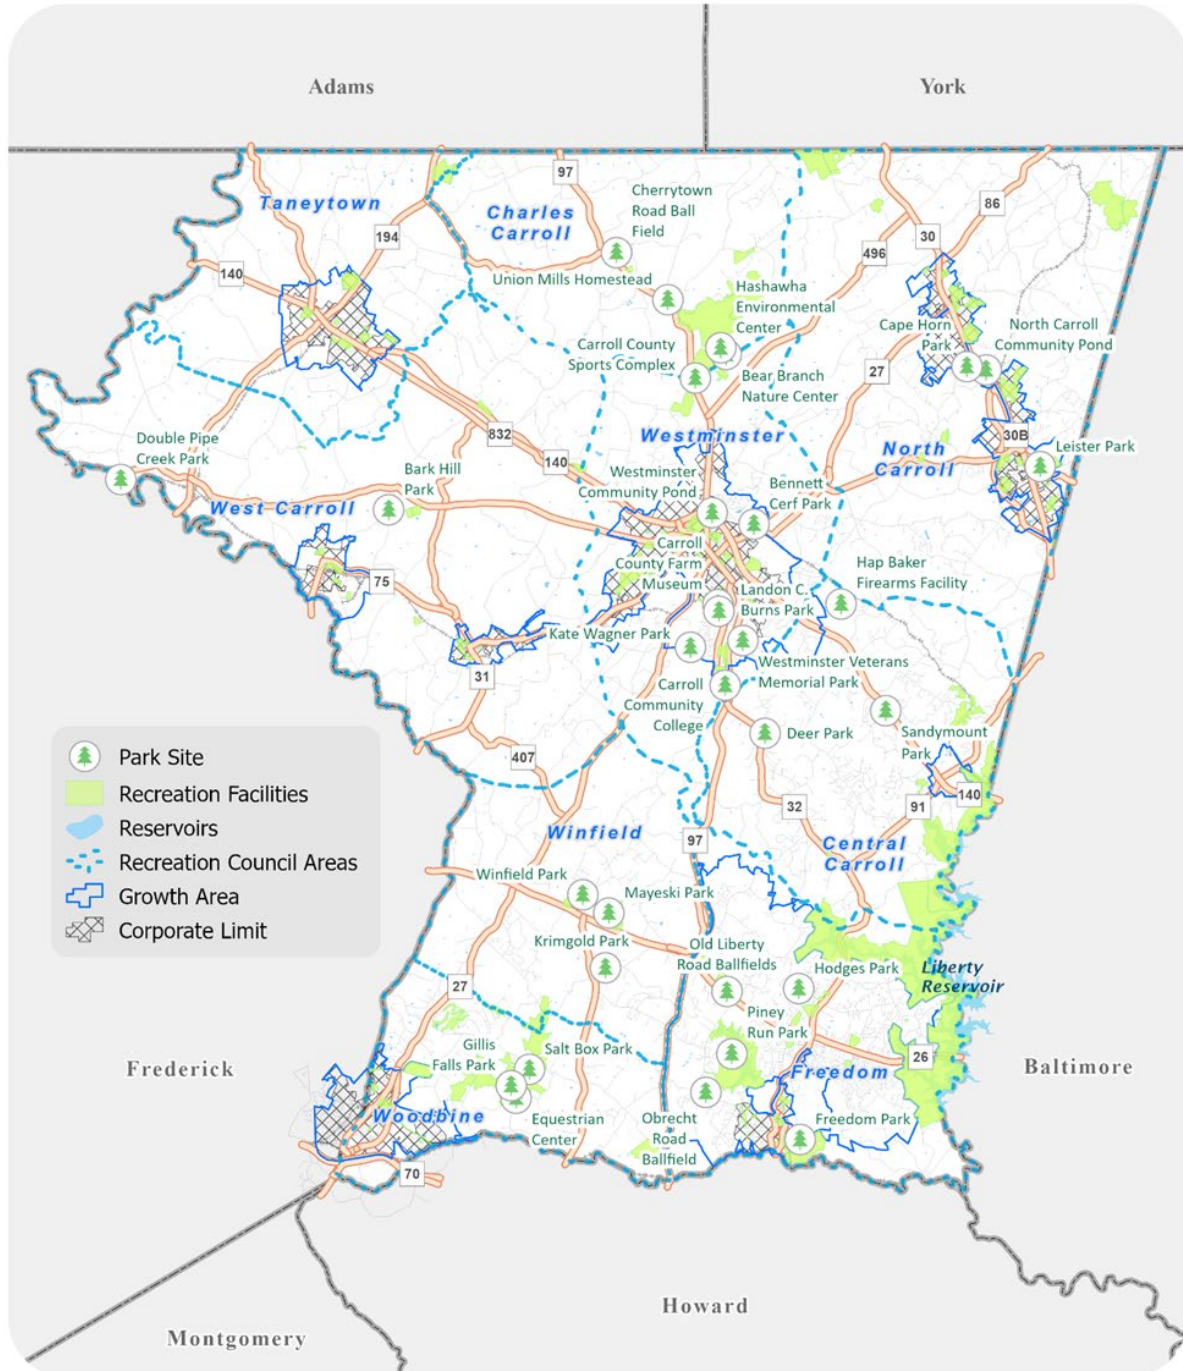 Adams
York
97
Cherrytown
Road Ball
Field
86
Taneytown
Charles
Carroll
194
30
496
140
Union Mills Homestead
Hashawha
Environmental
Center
Cape Horn
Park
North Carroll
Community Pond
Carroll County
Sports Complex
Bear Branch
Nature Center
27
832
Westminster
30B
Double Pipe
Creek Park
North
Carroll
Leister Park
140
Bark Hill
Park
Westminster
Community Pond
Bennett
Cerf Park
West Carroll
Carroll
County Farm
Museum
Hap Baker
Firearms Facility
75
Landon C.
Burns Park
Kate Wagner Park
31
Westminster Veterans
Memorial Park
Carroll
Community
College
Deer Park
Sandymount
Park
407
Park Site
Recreation Facilities
Reservoirs
Recreation Council Areas
Growth Area
Corporate Limit
32
91
140
Winfield
97
Central
Carroll
Winfield Park
Mayeski Park
Krimgold Park
Old Liberty
Road Ballfields
Hodges Park
Liberty
Reservoir
27
Piney
Run Park
Gillis
Falls Park
Salt Box Park
26
Frederick
Freedom
Baltimore
Woodbine
Equestrian
Center
Obrecht
Road
Ballfield
Freedom Park
70
Howard
Montgomery